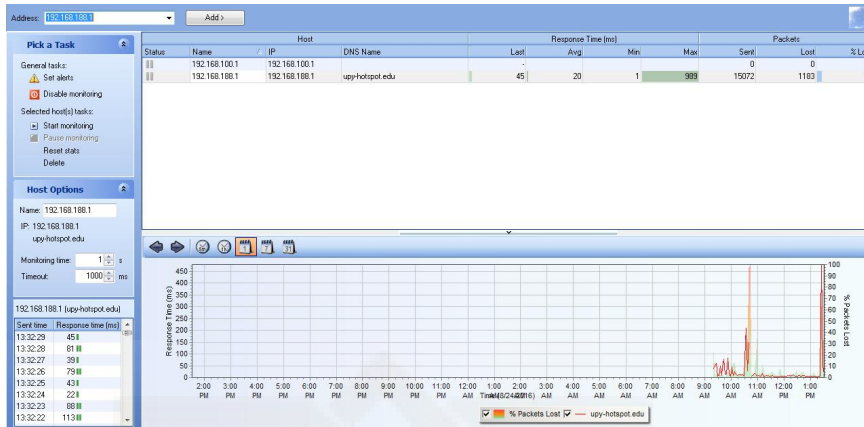 Address: 192.168.188.1 Add >
Pick a Task
General tasks:
Set alerts
Disable monitoring
Selected host(s) tasks:
Start monitoring
Pause monitoring
Reset stats
Delete
Host Options
Name: 192.168.188.1
IP: 192.168.188.1
upy-hotspot.edu
Monitoring time: 1 s
Timeout: 1000 ms
192.168.188.1 (upy-hotspot.edu)
Sent time Response time (ms)
13:32:29 45
13:32:28 81
13:32:27 39
13:32:26 79
13:32:25 43
13:32:24 22
13:32:23 88
13:32:22 113
Host Response Time (ms) Packets
Status Name IP DNS Name Last Avg Min Max Sent Lost
192.168.100.1 192.168.100.1 - 0 0
192.168.188.1 192.168.188.1 upy-hotspot.edu 45 20 1 989 15072 1183
1 7 31
Response Time (ms)
450
400
350
300
250
200
150
100
50
0
100
90
80
70
60
50
40
30
20
10
0
% Packets Lost
2:00 3:00 4:00 5:00 6:00 7:00 8:00 9:00 10:00 11:00 12:00 1:00 2:00 3:00 4:00 5:00 6:00 7:00 8:00 9:00 10:00 11:00 12:00 1:00
PM PM PM PM PM PM PM PM PM PM AM AM AM AM AM AM AM AM AM AM AM PM PM
% Packets Lost upy-hotspot.edu